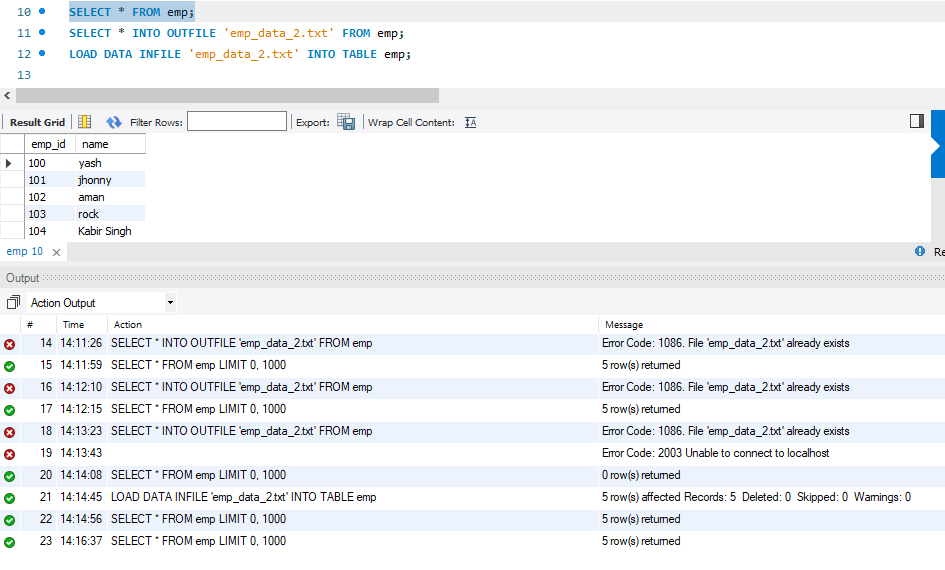 10 SELECT * FROM emp;
11 SELECT * INTO OUTFILE 'emp_data_2.txt' FROM emp;
12 LOAD DATA INFILE 'emp_data_2.txt' INTO TABLE emp;
13
Result Grid Filter Rows: Export: Wrap Cell Content:
emp_id name
100 yash
101 jhonny
102 aman
103 rock
104 Kabir Singh
emp 10 Re
Output
Action Output
# Time Action Message
14 14:11:26 SELECT * INTO OUTFILE 'emp_data_2.txt' FROM emp Error Code: 1086. File 'emp_data_2.txt' already exists
15 14:11:59 SELECT * FROM emp LIMIT 0, 1000 5 row(s) returned
16 14:12:10 SELECT * INTO OUTFILE 'emp_data_2.txt' FROM emp Error Code: 1086. File 'emp_data_2.txt' already exists
17 14:12:15 SELECT * FROM emp LIMIT 0, 1000 5 row(s) returned
18 14:13:23 SELECT * INTO OUTFILE 'emp_data_2.txt' FROM emp Error Code: 1086. File 'emp_data_2.txt' already exists
19 14:13:43 Error Code: 2003 Unable to connect to localhost
20 14:14:08 SELECT * FROM emp LIMIT 0, 1000 0 row(s) returned
21 14:14:45 LOAD DATA INFILE 'emp_data_2.txt' INTO TABLE emp 5 row(s) affected Records: 5 Deleted: 0 Skipped: 0 Warnings: 0
22 14:14:56 SELECT * FROM emp LIMIT 0, 1000 5 row(s) returned
23 14:16:37 SELECT * FROM emp LIMIT 0, 1000 5 row(s) returned